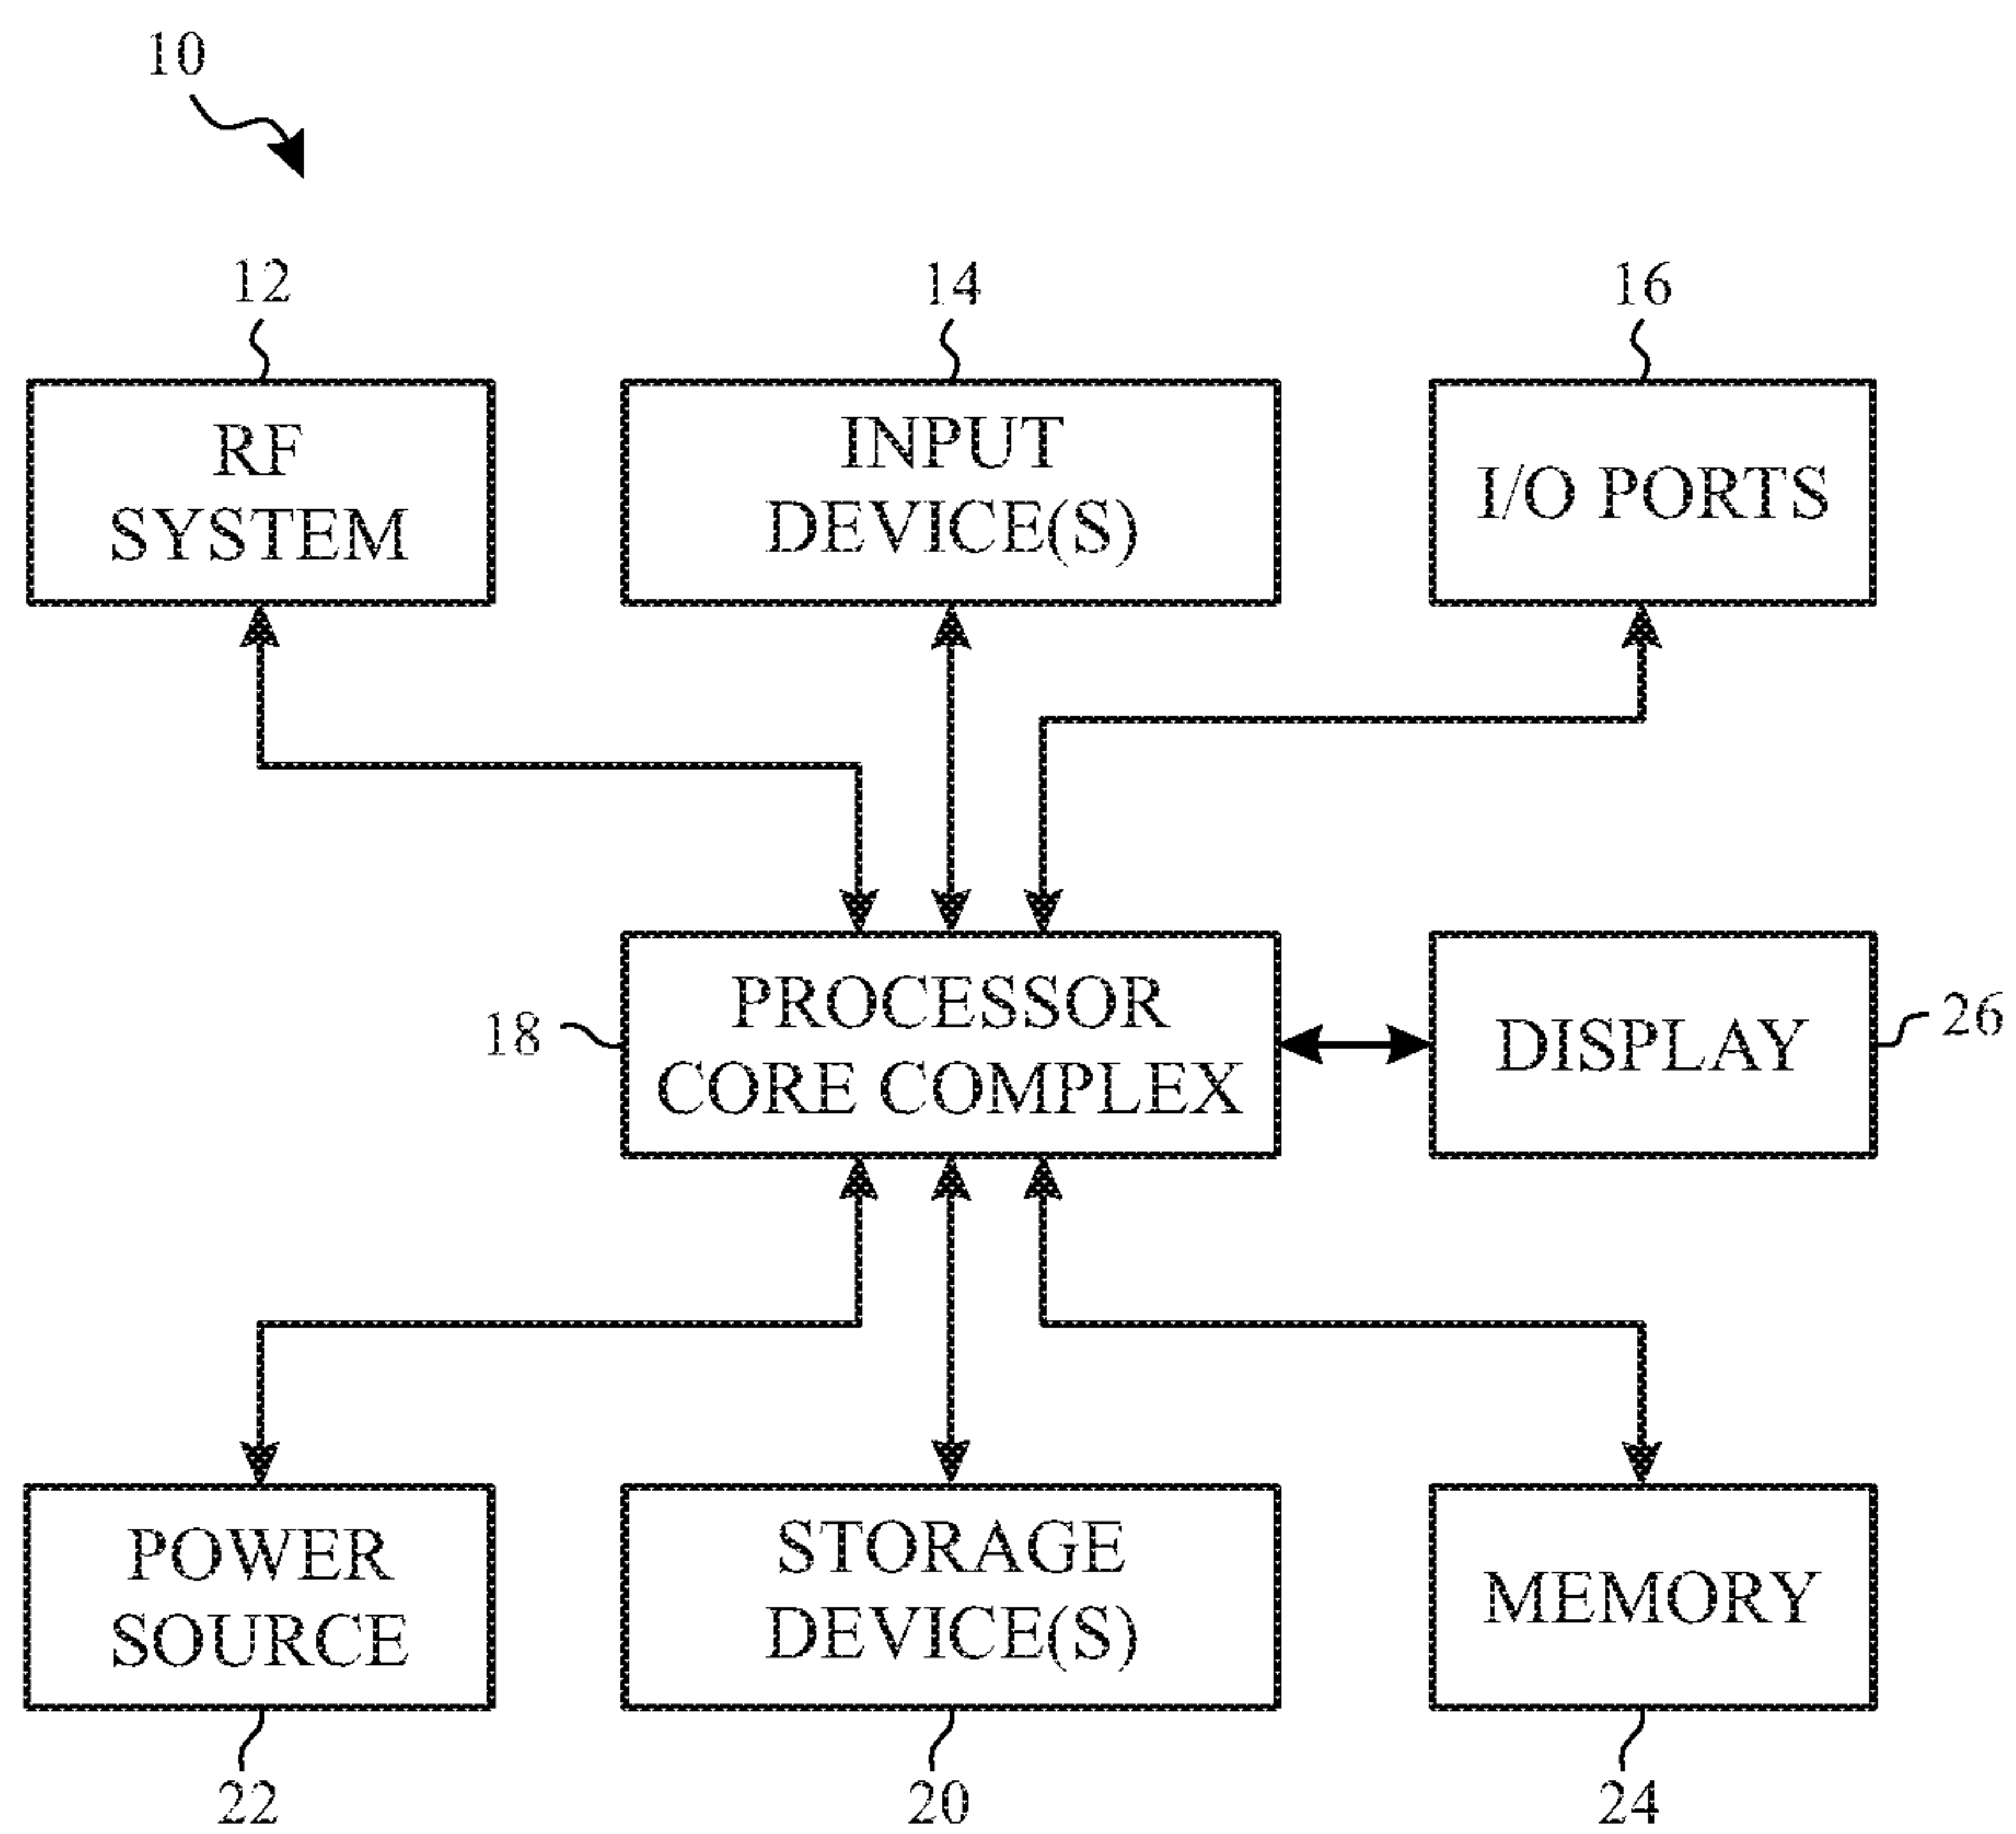 10
12
14
16
RF
SYSTEM
INPUT
DEVICE(S)
I/O PORTS
18
PROCESSOR
CORE COMPLEX
DISPLAY
26
POWER
SOURCE
STORAGE
DEVICE(S)
MEMORY
22
20
24